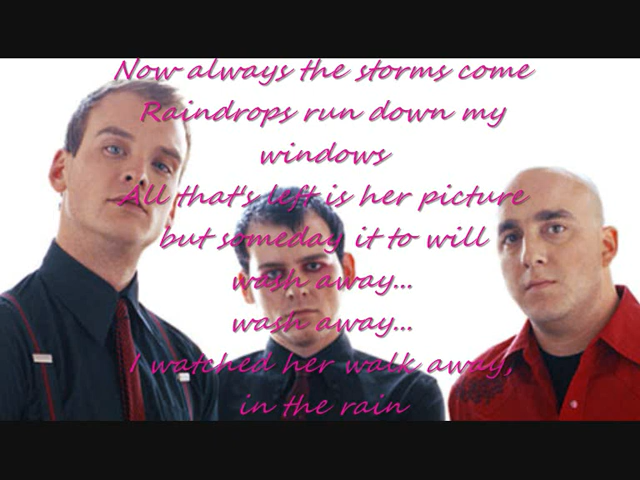 Now always the storms come
Raindrops run down my
windows
All that's left is her picture
but someday it to will
wash away...
wash away...
I watched her walk away,
in the rain